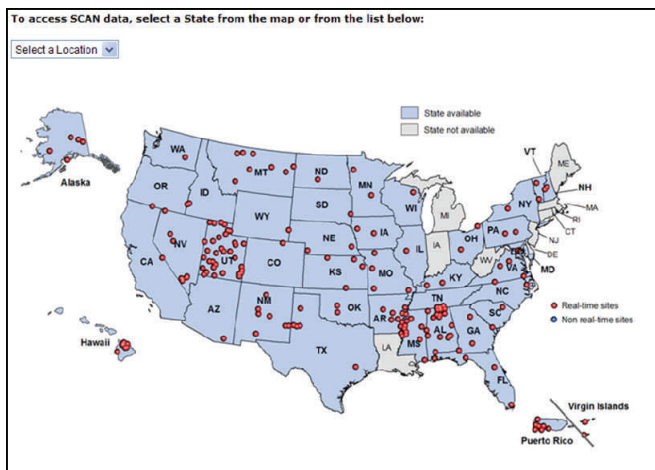 To access SCAN data, select a State from the map or from the list below:
Select a Location
State available
State not available
Alaska
WA
OR
ID
MT
ND
MN
WI
MI
VT
ME
NH
MA
NY
RI
CT
NJ
DE
MD
PA
WY
SD
IA
NE
NV
UT
CO
CA
KS
MO
IL
IA
OH
WV
VA
KY
NC
TN
AZ
NM
OK
AR
SC
MS
AL
GA
TX
LA
FL
Real-time sites
Non real-time sites
Hawaii
Virgin Islands
Puerto Rico